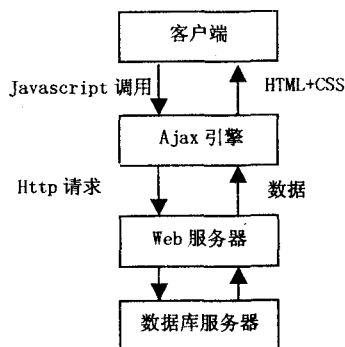 客户端
Javascript 调用
HTML+CSS
Ajax 引擎
Http 请求
数据
Web 服务器
数据库服务器